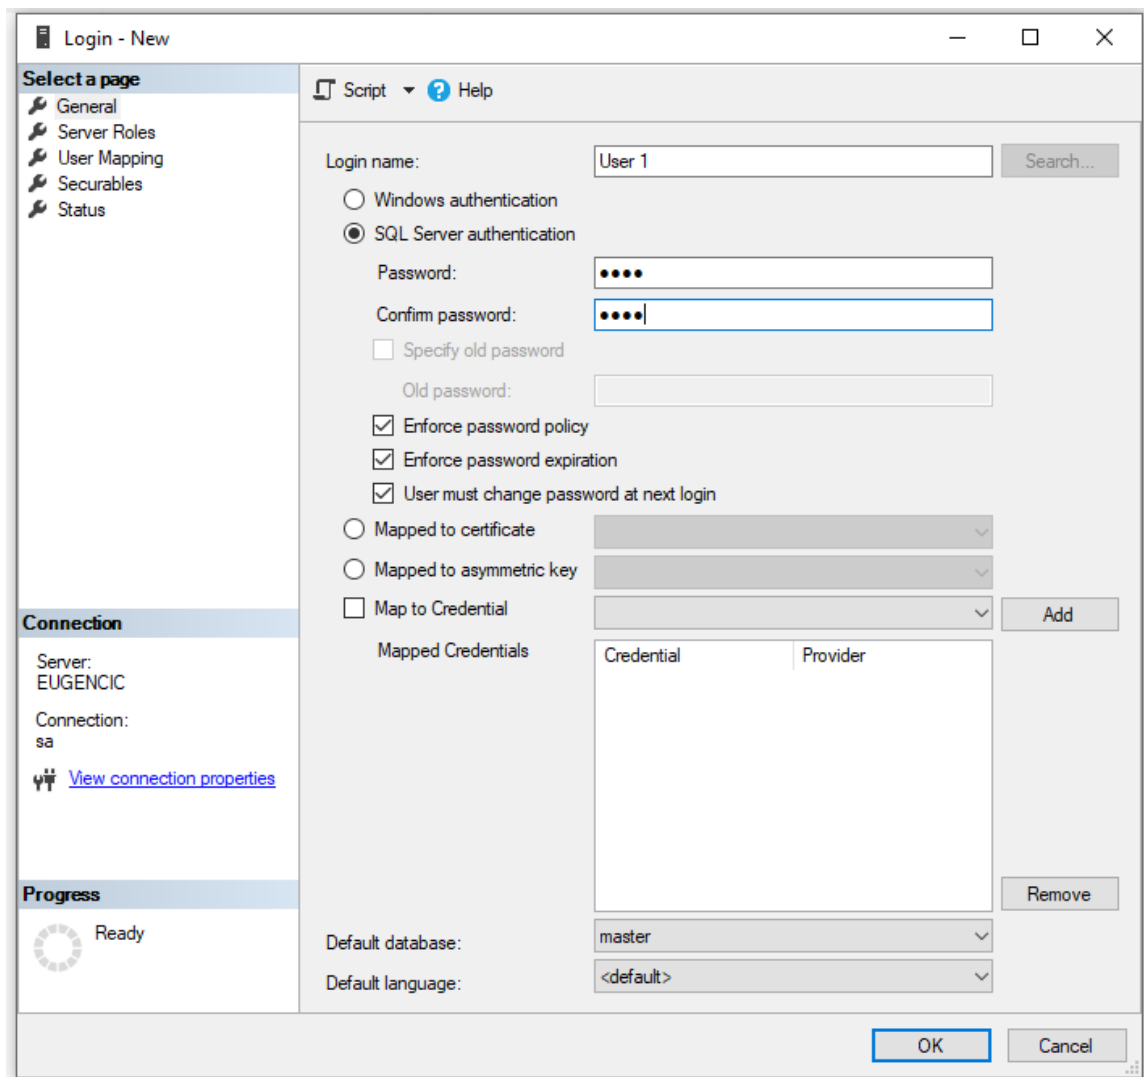 Login - New
Select a page
General
Server Roles
User Mapping
Securables
Status
Script
Help
Login name:
User 1
Search...
Windows authentication
SQL Server authentication
Password:
••••
Confirm password:
••••
Specify old password
Old password:
Enforce password policy
Enforce password expiration
User must change password at next login
Mapped to certificate
Mapped to asymmetric key
Map to Credential
Add
Mapped Credentials
Credential Provider
Remove
Default database:
master
Default language:
<default>
Connection
Server:
EUGENCIC
Connection:
sa
View connection properties
Progress
Ready
OK
Cancel